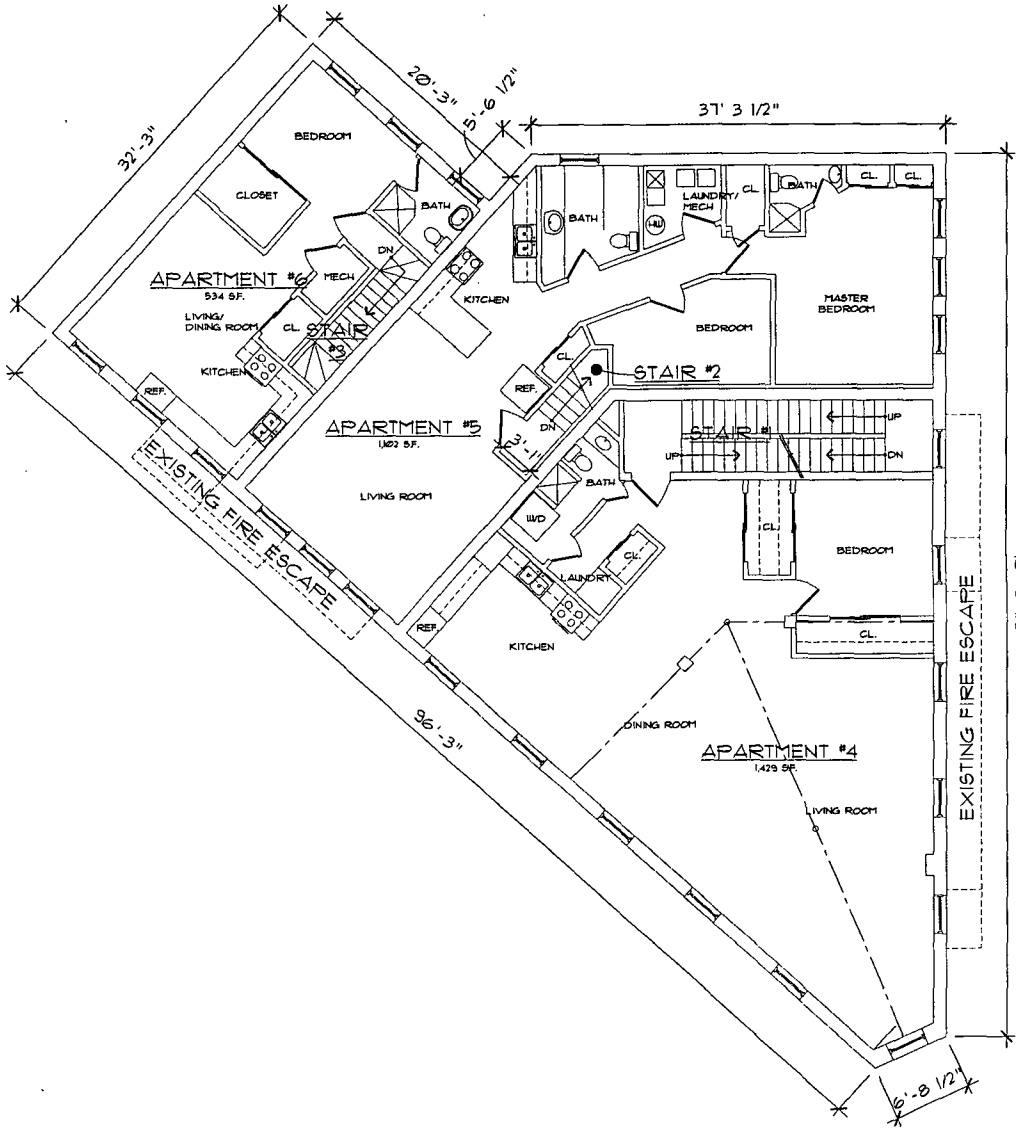 20'-3"
5'-6 1/2"
37' 3 1/2"
32'-3"
BEDROOM
CLOSET
BATH
DN
MECH
APARTMENT #6
534 S.F.
LIVING/
DINING ROOM
CL.
STAIR
#3
KITCHEN
REF.
EXISTING FIRE ESCAPE
BATH
LAUNDRY/
MECH
HW
CL.
BATH
CL.
CL.
KITCHEN
BEDROOM
MASTER
BEDROOM
CL.
REF.
STAIR #2
DN
3'-1"
APARTMENT #5
LIVING ROOM
STAIR #1
UP
UP
DN
BATH
W/D
CL.
LAUNDRY
CL.
BEDROOM
CL.
REF.
KITCHEN
DINING ROOM
APARTMENT #4
1,429 S.F.
LIVING ROOM
EXISTING FIRE ESCAPE
96'-3"
6'-8 1/2"